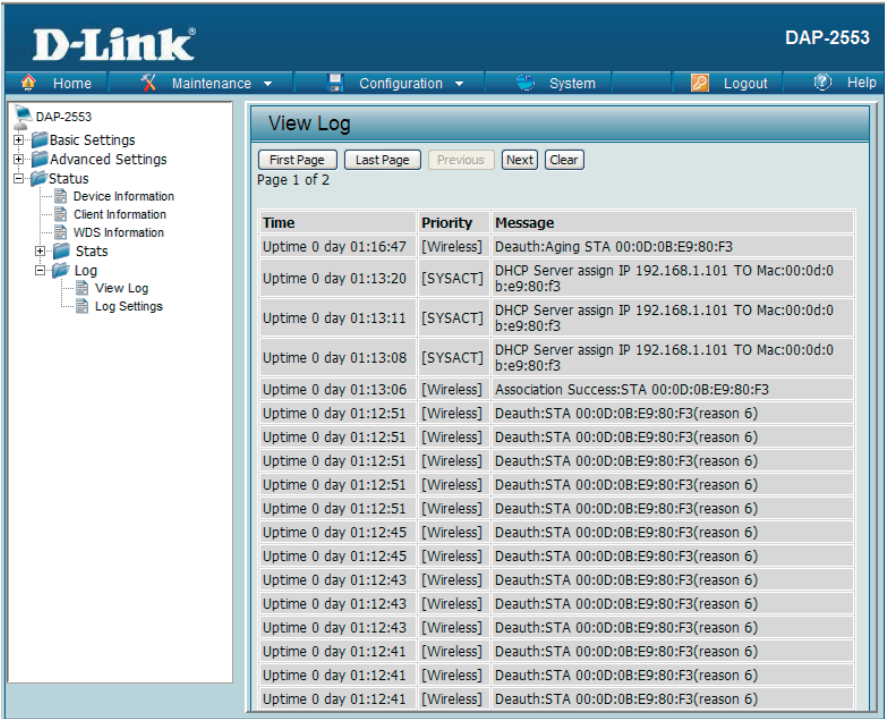 D-Link®
DAP-2553
Home Maintenance Configuration System Logout Help
DAP-2553
Basic Settings
Advanced Settings
Status
Device Information
Client Information
WDS Information
Stats
Log
View Log
Log Settings
View Log
First Page Last Page Previous Next Clear
Page 1 of 2
Time Priority Message
Uptime 0 day 01:16:47 [Wireless] Deauth:Aging STA 00:0D:0B:E9:80:F3
Uptime 0 day 01:13:20 [SYSACT] DHCP Server assign IP 192.168.1.101 TO Mac:00:0d:0
b:e9:80:f3
Uptime 0 day 01:13:11 [SYSACT] DHCP Server assign IP 192.168.1.101 TO Mac:00:0d:0
b:e9:80:f3
Uptime 0 day 01:13:08 [SYSACT] DHCP Server assign IP 192.168.1.101 TO Mac:00:0d:0
b:e9:80:f3
Uptime 0 day 01:13:06 [Wireless] Association Success:STA 00:0D:0B:E9:80:F3
Uptime 0 day 01:12:51 [Wireless] Deauth:STA 00:0D:0B:E9:80:F3(reason 6)
Uptime 0 day 01:12:51 [Wireless] Deauth:STA 00:0D:0B:E9:80:F3(reason 6)
Uptime 0 day 01:12:51 [Wireless] Deauth:STA 00:0D:0B:E9:80:F3(reason 6)
Uptime 0 day 01:12:51 [Wireless] Deauth:STA 00:0D:0B:E9:80:F3(reason 6)
Uptime 0 day 01:12:51 [Wireless] Deauth:STA 00:0D:0B:E9:80:F3(reason 6)
Uptime 0 day 01:12:45 [Wireless] Deauth:STA 00:0D:0B:E9:80:F3(reason 6)
Uptime 0 day 01:12:45 [Wireless] Deauth:STA 00:0D:0B:E9:80:F3(reason 6)
Uptime 0 day 01:12:43 [Wireless] Deauth:STA 00:0D:0B:E9:80:F3(reason 6)
Uptime 0 day 01:12:43 [Wireless] Deauth:STA 00:0D:0B:E9:80:F3(reason 6)
Uptime 0 day 01:12:43 [Wireless] Deauth:STA 00:0D:0B:E9:80:F3(reason 6)
Uptime 0 day 01:12:41 [Wireless] Deauth:STA 00:0D:0B:E9:80:F3(reason 6)
Uptime 0 day 01:12:41 [Wireless] Deauth:STA 00:0D:0B:E9:80:F3(reason 6)
Uptime 0 day 01:12:41 [Wireless] Deauth:STA 00:0D:0B:E9:80:F3(reason 6)